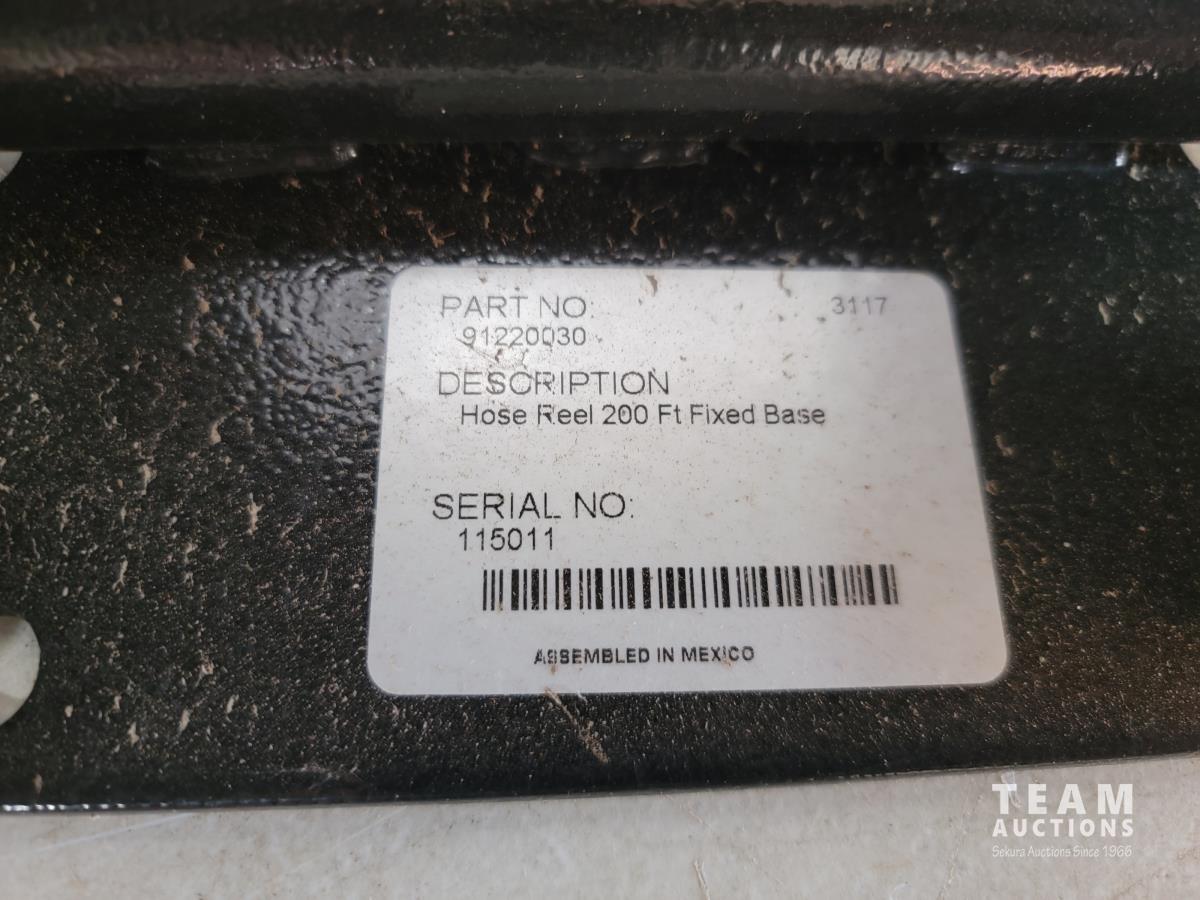 PART NO:
3117
91220030
DESCRIPTION
Hose Reel 200 Ft Fixed Base
SERIAL NO:
115011
ASSEMBLED IN MEXICO
TEAM
AUCTIONS
Sekura Auctions Since 1966